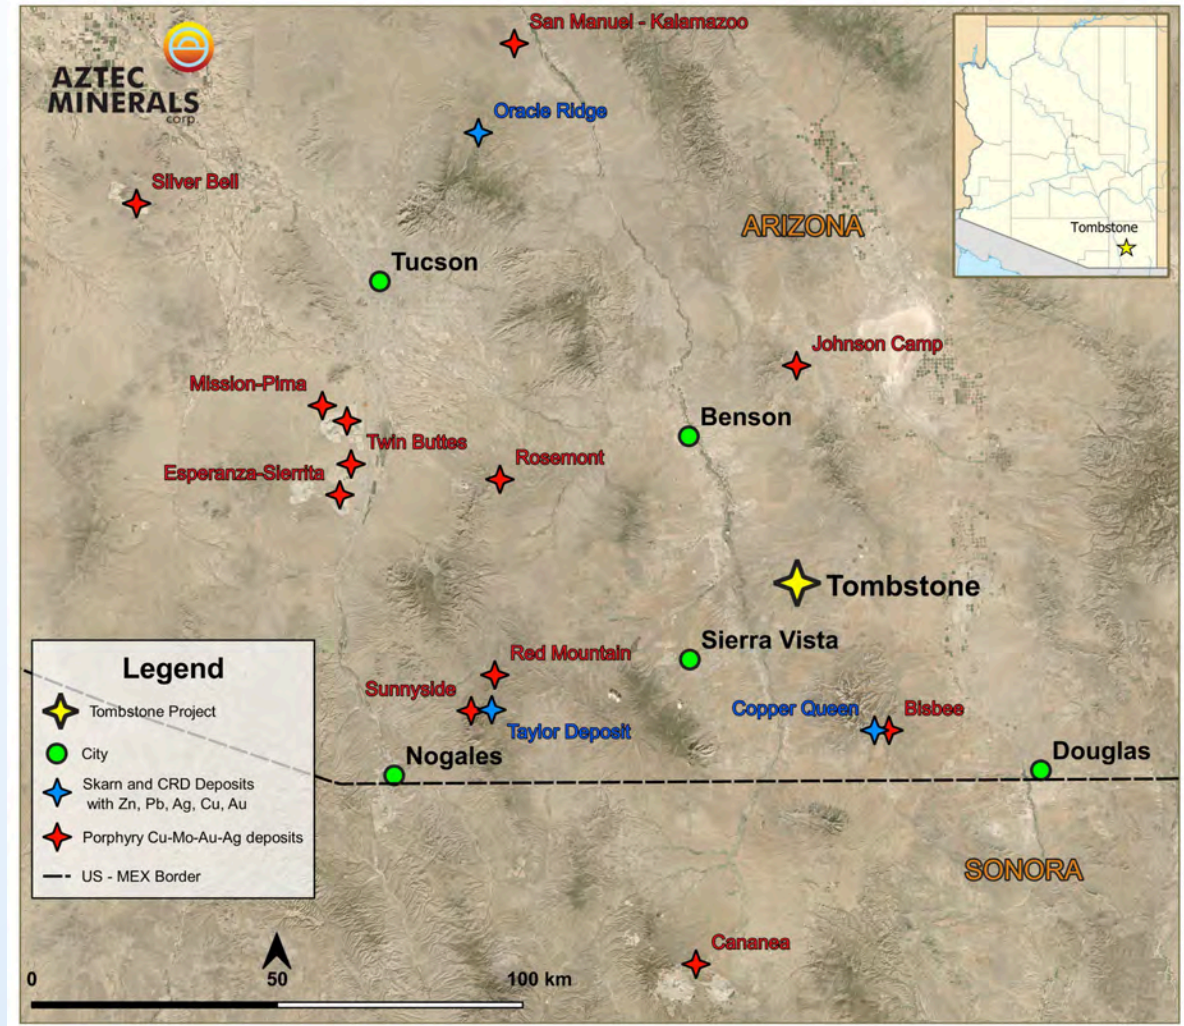 San Manuel - Kalamazoo
AZTEC
MINERALS
corp
Oracle Ridge
Silver Bell
ARIZONA
Tombstone
Tucson
Johnson Camp
Mission-Pima
Benson
Twin Buttes
Rosemont
Esperanza-Sierrita
Tombstone
Sierra Vista
Red Mountain
Sunnyside
Copper Queen
Bisbee
Taylor Deposit
Nogales
Douglas
Legend
Tombstone Project
City
Skarn and CRD Deposits
with Zn, Pb, Ag, Cu, Au
Porphyry Cu-Mo-Au-Ag deposits
US - MEX Border
SONORA
Cananea
0 50 100 km